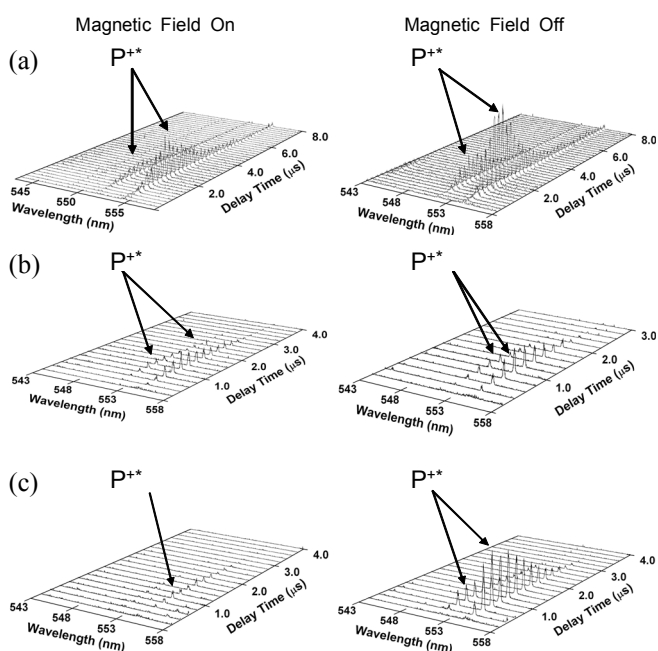 Magnetic Field On
Magnetic Field Off
(a)
P+*
P+*
545
550
555
Wavelength (nm)
2.0
4.0
6.0
8.0
Delay Time (μs)
543
548
553
558
Wavelength (nm)
2.0
4.0
6.0
8.0
Delay Time (μs)
(b)
P+*
P+*
543
548
553
558
Wavelength (nm)
1.0
2.0
3.0
4.0
Delay Time (μs)
543
548
553
558
Wavelength (nm)
1.0
2.0
3.0
Delay Time (μs)
(c)
P+*
P+*
543
548
553
558
Wavelength (nm)
1.0
2.0
3.0
4.0
Delay Time (μs)
543
548
553
558
Wavelength (nm)
1.0
2.0
3.0
4.0
Delay Time (μs)